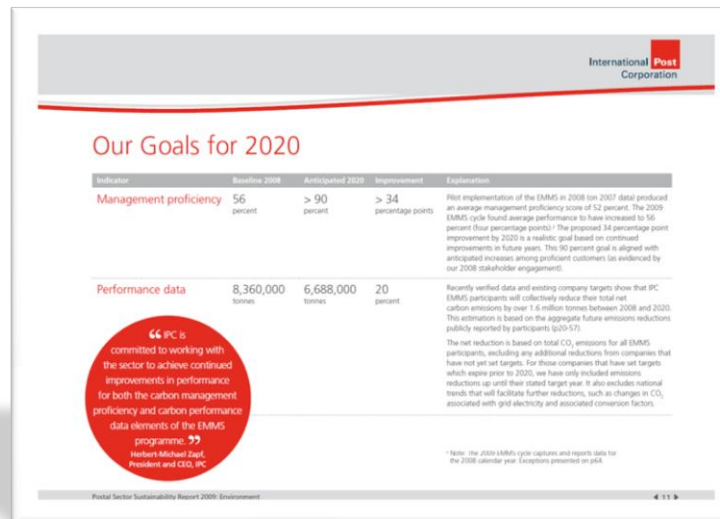 International Post
Corporation
Our Goals for 2020
Indicator Baseline 2008 Anticipated 2020 Improvement Explanation
Management proficiency 56 > 90 > 34
percent percent percentage points
Pilot implementation of the EMMS in 2008 (on 2007 data) produced
an average management proficiency score of 52 percent. The 2009
EMMS cycle found average performance to have increased to 56
percent (four percentage points).¹ The proposed 34 percentage point
improvement by 2020 is a realistic goal based on continued
improvements in future years. This 90 percent goal is aligned with
anticipated increases among proficient customers (as evidenced by
our 2008 stakeholder engagement).
Performance data 8,360,000 6,688,000 20
tonnes tonnes percent
Recently verified data and existing company targets show that IPC
EMMS participants will collectively reduce their total net
carbon emissions by over 1.6 million tonnes between 2008 and 2020.
This estimation is based on the aggregate future emissions reductions
publicly reported by participants (p20-57).
The net reduction is based on total CO₂ emissions for all EMMS
participants, excluding any additional reductions from companies that
have not yet set targets. For those companies that have set targets
which expire prior to 2020, we have only included emissions
reductions up until their stated target year. It also excludes national
trends that will facilitate further reductions, such as changes in CO₂
associated with grid electricity and associated conversion factors.
“ IPC is
committed to working with
the sector to achieve continued
improvements in performance
for both the carbon management
proficiency and carbon performance
data elements of the EMMS
programme. ”
Herbert-Michael Zapf,
President and CEO, IPC
¹ Note: The 2009 EMMS cycle captures and reports data for
the 2008 calendar year. Exceptions presented on p64.
Postal Sector Sustainability Report 2009: Environment ◀ 11 ▶